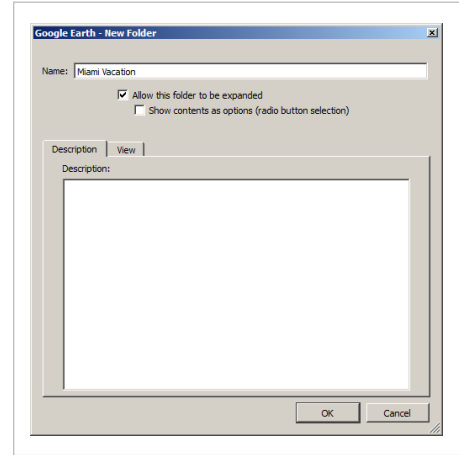 Google Earth - New Folder
Name: Miami Vacation
Allow this folder to be expanded
Show contents as options (radio button selection)
Description View
Description:
OK Cancel